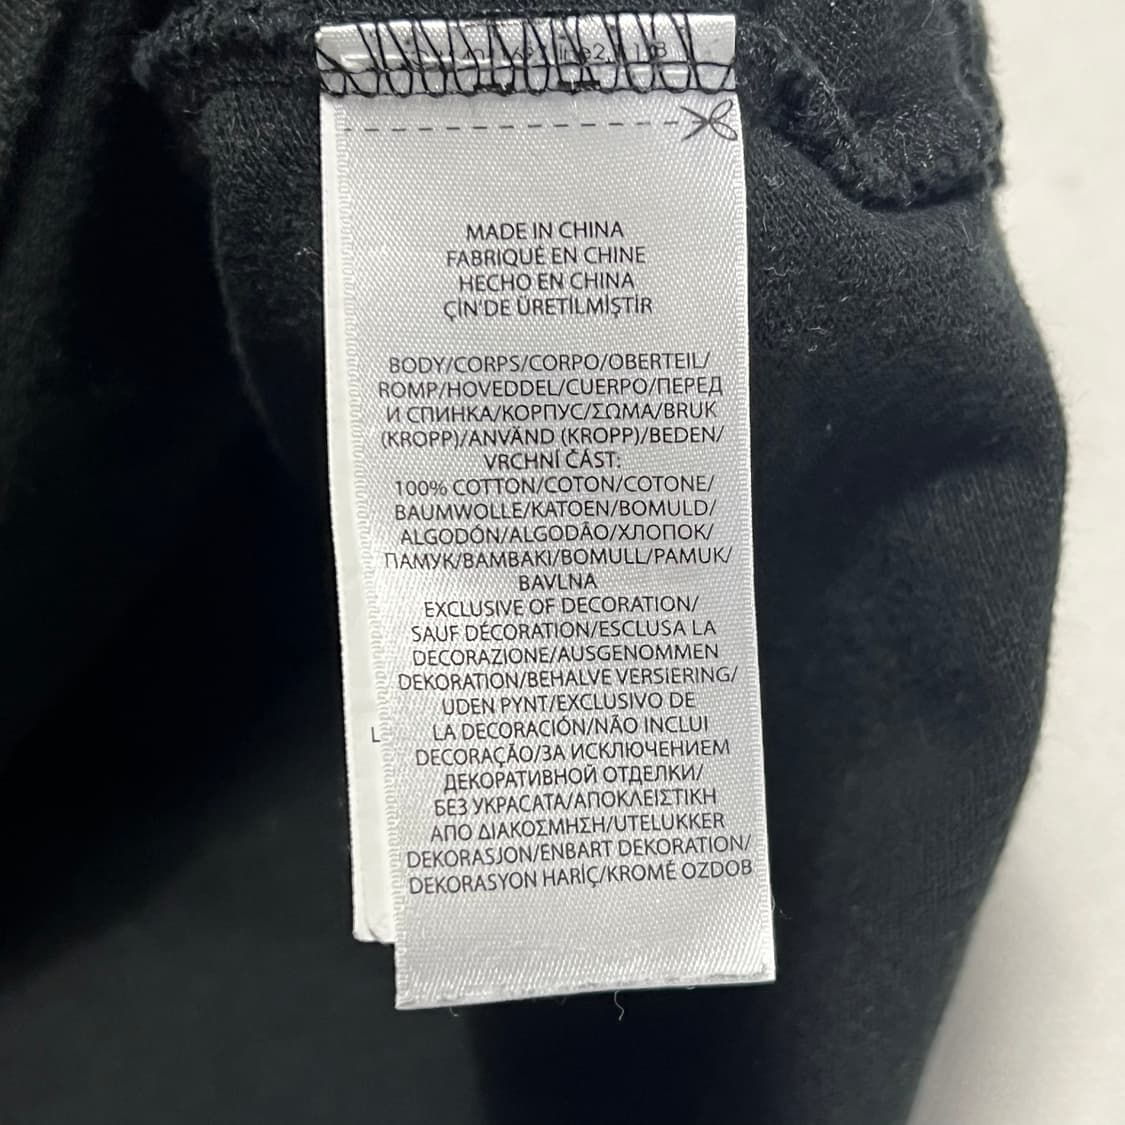 MADE IN CHINA
FABRIQUÉ EN CHINE
HECHO EN CHINA
ÇİN'DE ÜRETİLMİŞTİR
BODY/CORPS/CORPO/OBERTEIL/
ROMP/HOVEDDEL/CUERPO/ПЕРЕД
И СПИНКА/КОРПУС/ΣΩΜΑ/BRUK
(KROPP)/ANVÄND (KROPP)/BEDEN/
VRCHNÍ ČÁST:
100% COTTON/COTON/COTONE/
BAUMWOLLE/KATOEN/BOMULD/
ALGODÓN/ALGODÃO/ХЛОПОК/
ПАМУК/ΒΑΜΒΑΚΙ/BOMULL/PAMUK/
BAVLNA
EXCLUSIVE OF DECORATION/
SAUF DÉCORATION/ESCLUSA LA
DECORAZIONE/AUSGENOMMEN
DEKORATION/BEHALVE VERSIERING/
UDEN PYNT/EXCLUSIVO DE
LA DECORACIÓN/NÃO INCLUI
DECORAÇÃO/ЗА ИСКЛЮЧЕНИЕМ
ДЕКОРАТИВНОЙ ОТДЕЛКИ/
БЕЗ УКРАСАТА/ΑΠΟΚΛΕΙΣΤΙΚΗ
ΑΠΟ ΔΙΑΚΟΣΜΗΣΗ/UTELUKKER
DEKORASJON/ENBART DEKORATION/
DEKORASYON HARİÇ/KROMĚ OZDOB
L